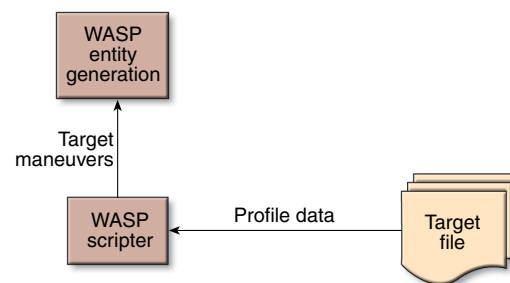 WASP
entity
generation
Target
maneuvers
WASP
scripter
Profile data
Target
file